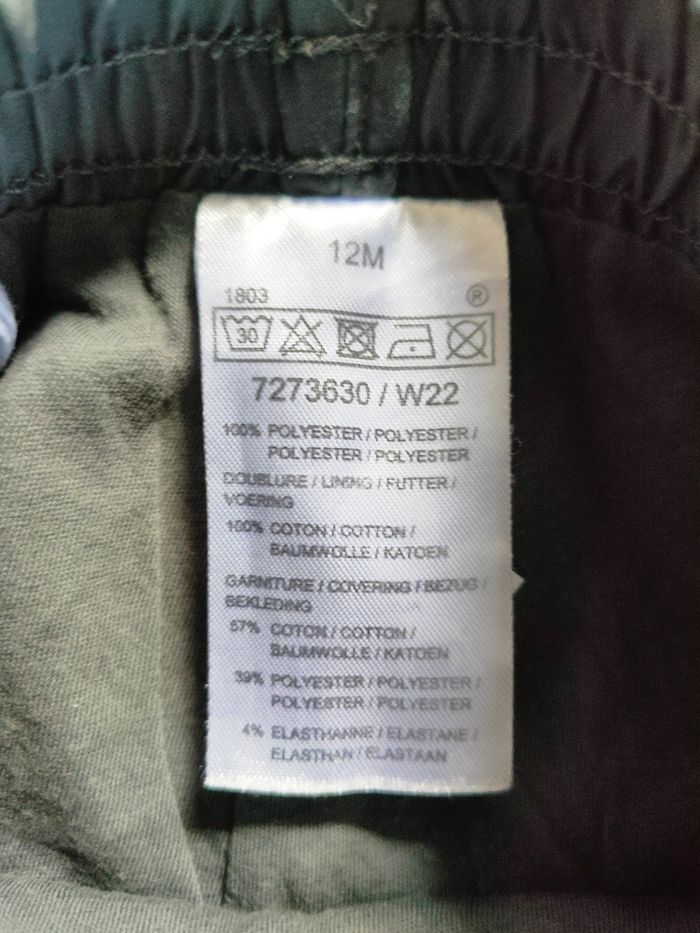 12M
1803 ®
30
7273630 / W22
100% POLYESTER / POLYESTER /
POLYESTER / POLYESTER
DOUBLURE / LINING / FUTTER /
VOERING
100% COTON / COTTON /
BAUMWOLLE / KATOEN
GARNITURE / COVERING / BEZUG /
BEKLEDING
57% COTON / COTTON /
BAUMWOLLE / KATOEN
39% POLYESTER / POLYESTER /
POLYESTER / POLYESTER
4% ELASTHANNE / ELASTANE /
ELASTHAN / ELASTAAN